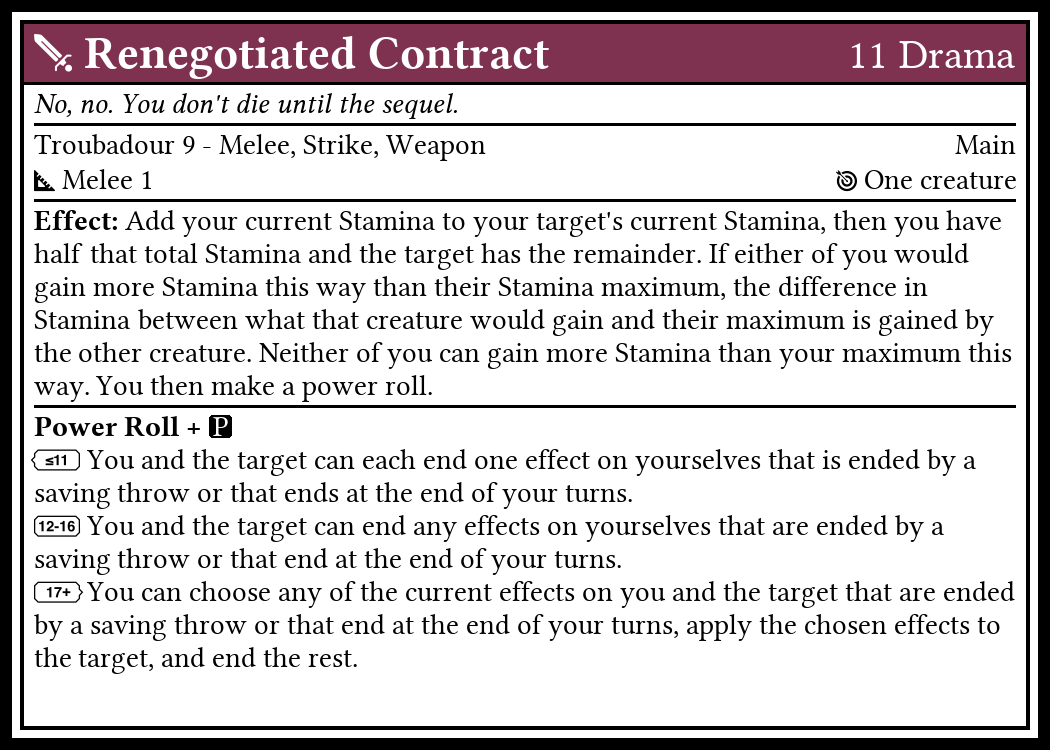 Renegotiated Contract 11 Drama
No, no. You don't die until the sequel.
Troubadour 9 - Melee, Strike, Weapon Main
Melee 1 One creature
Effect: Add your current Stamina to your target's current Stamina, then you have
half that total Stamina and the target has the remainder. If either of you would
gain more Stamina this way than their Stamina maximum, the difference in
Stamina between what that creature would gain and their maximum is gained by
the other creature. Neither of you can gain more Stamina than your maximum this
way. You then make a power roll.
Power Roll + P
≤11 You and the target can each end one effect on yourselves that is ended by a
saving throw or that ends at the end of your turns.
12-16 You and the target can end any effects on yourselves that are ended by a
saving throw or that end at the end of your turns.
17+ You can choose any of the current effects on you and the target that are ended
by a saving throw or that end at the end of your turns, apply the chosen effects to
the target, and end the rest.